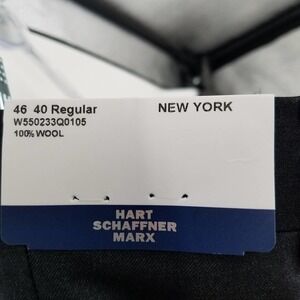 46 40 Regular NEW YORK
W550233Q0105
100% WOOL
HART
SCHAFFNER
MARX